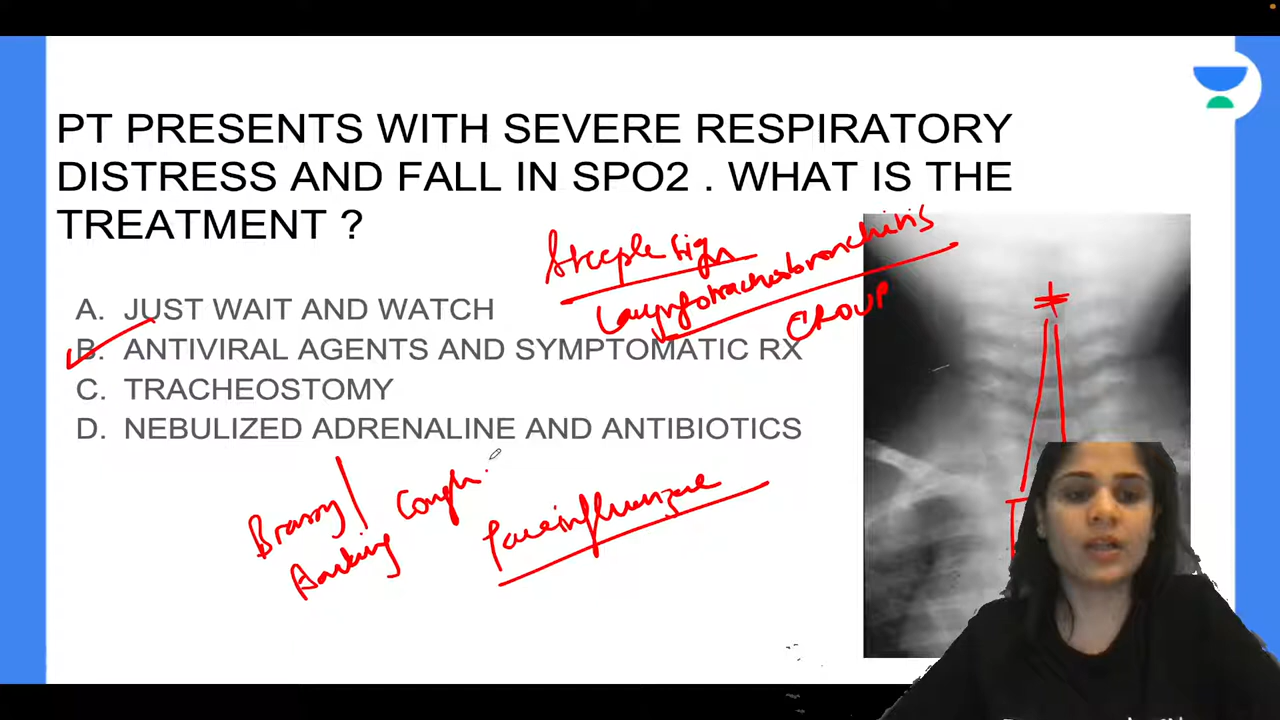 PT PRESENTS WITH SEVERE RESPIRATORY
DISTRESS AND FALL IN SPO2 . WHAT IS THE
TREATMENT ?
Steeple sign
Laryngotracheobronchitis
CROUP
A. JUST WAIT AND WATCH
B. ANTIVIRAL AGENTS AND SYMPTOMATIC RX
C. TRACHEOSTOMY
D. NEBULIZED ADRENALINE AND ANTIBIOTICS
Brassy/
Barking Cough
Parainfluenzae